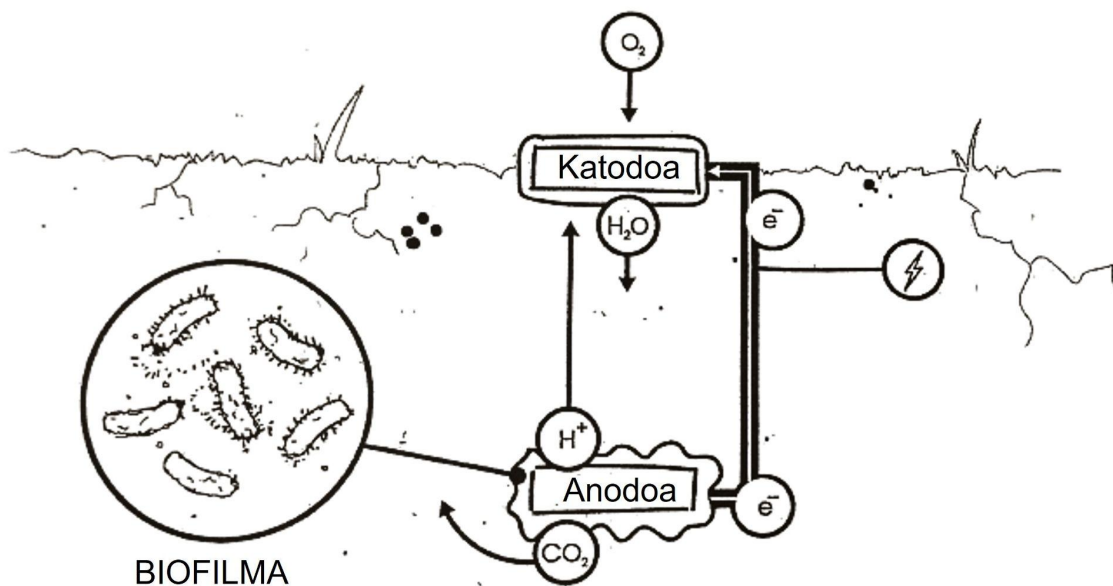 O₂
Katodoa
H₂O
e⁻
H⁺
Anodoa
e⁻
CO₂
BIOFILMA